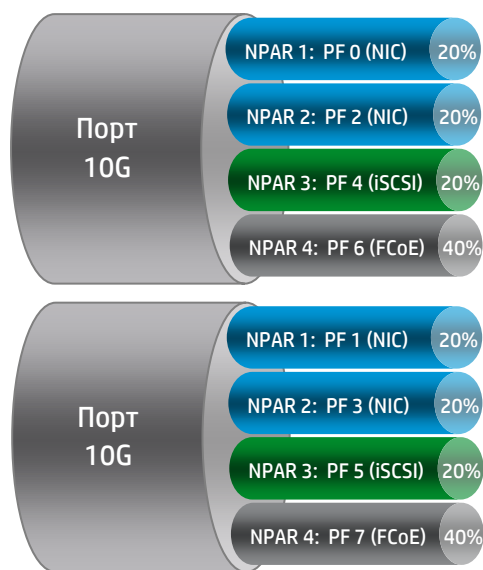 NPAR 1: PF 0 (NIC) 20%
NPAR 2: PF 2 (NIC) 20%
Порт
10G
NPAR 3: PF 4 (iSCSI) 20%
NPAR 4: PF 6 (FCoE) 40%
NPAR 1: PF 1 (NIC) 20%
NPAR 2: PF 3 (NIC) 20%
Порт
10G
NPAR 3: PF 5 (iSCSI) 20%
NPAR 4: PF 7 (FCoE) 40%